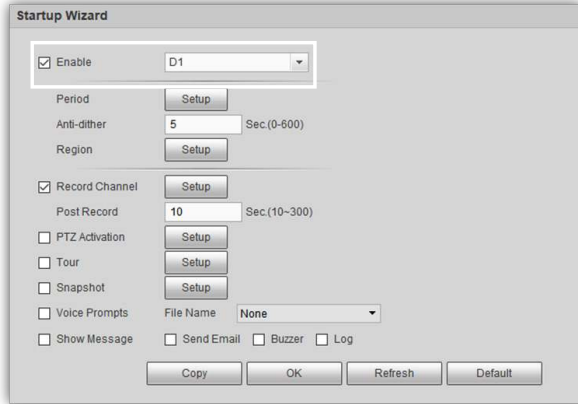 Startup Wizard
Enable D1
Period Setup
Anti-dither 5 Sec.(0-600)
Region Setup
Record Channel Setup
Post Record 10 Sec.(10~300)
PTZ Activation Setup
Tour Setup
Snapshot Setup
Voice Prompts File Name None
Show Message Send Email Buzzer Log
Copy OK Refresh Default